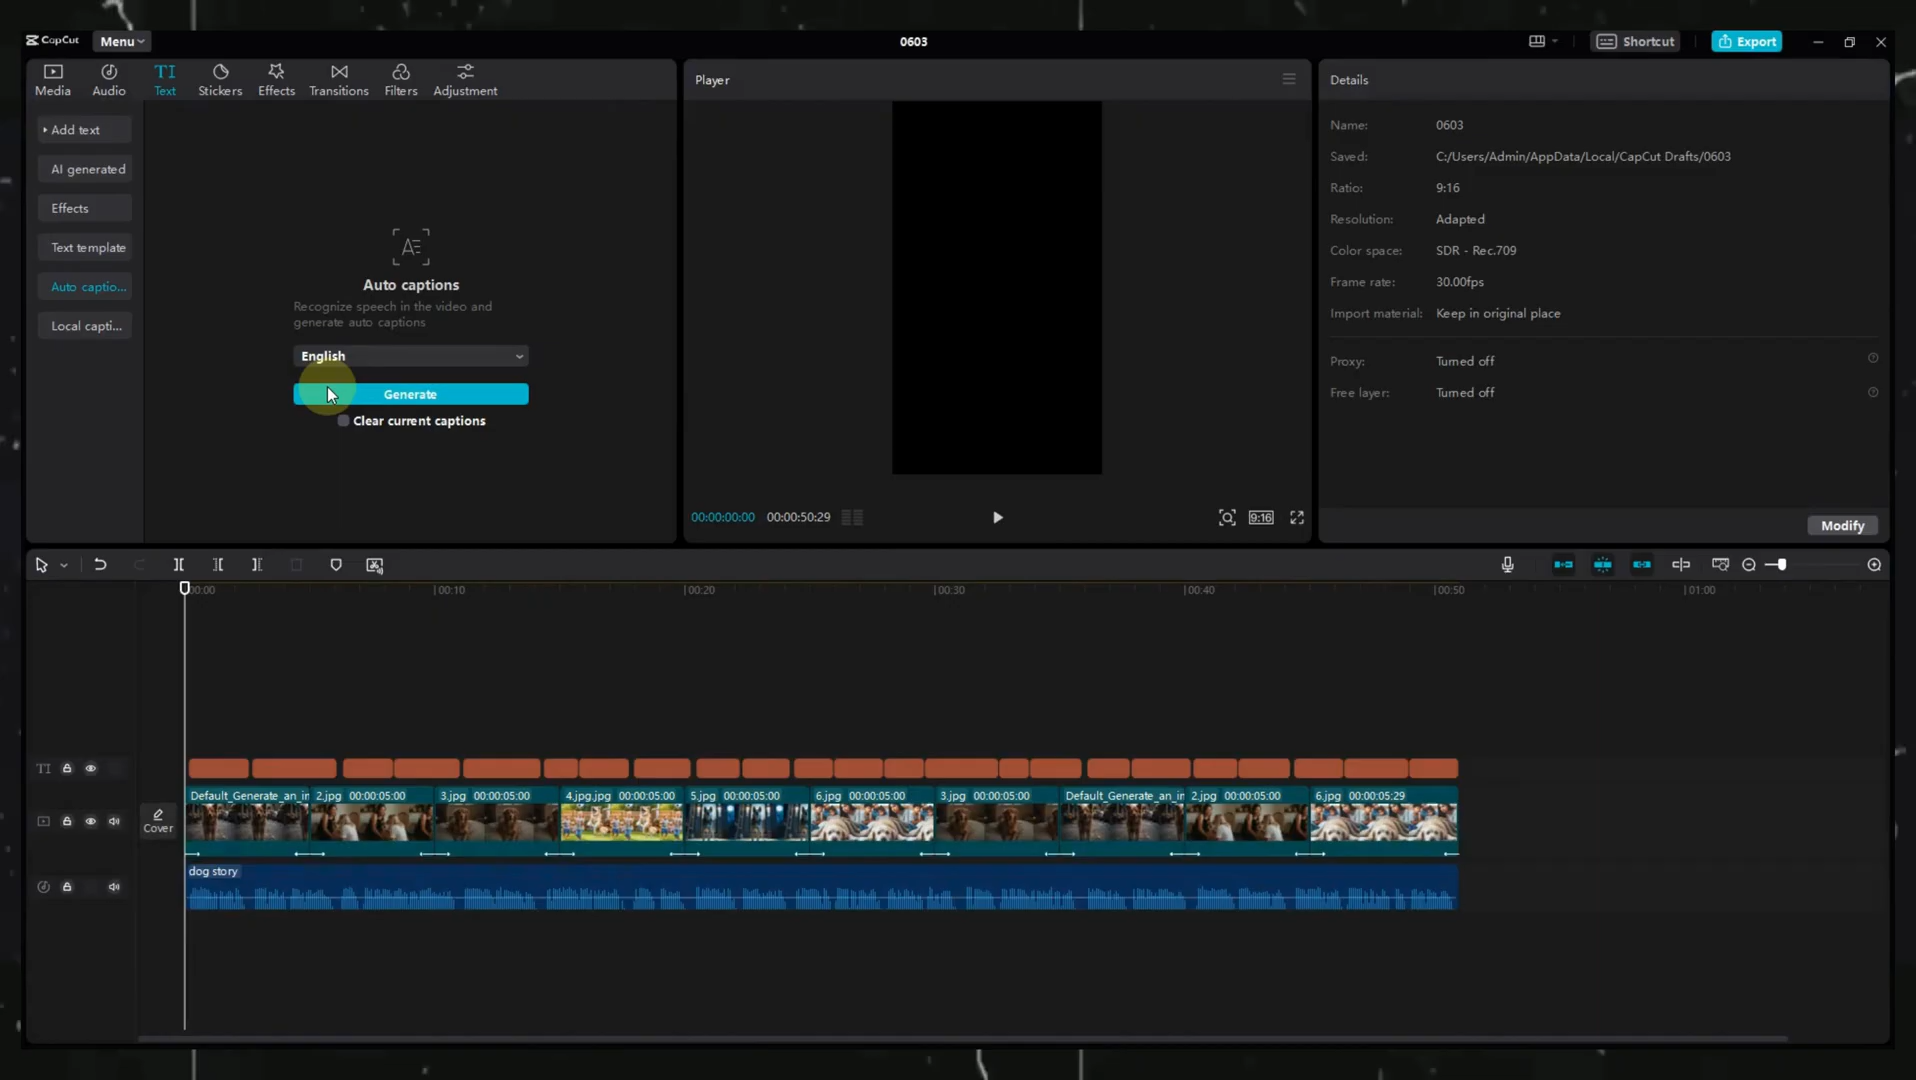 CapCut
Menu
0603
Shortcut
Export
Media
Audio
TI
Text
Stickers
Effects
Transitions
Filters
Adjustment
Add text
AI generated
Effects
Text template
Auto captio...
Local capti...
AE
Auto captions
Recognize speech in the video and
generate auto captions
English
Generate
Clear current captions
Player
00:00:00:00
00:00:50:29
9:16
Details
Name: 0603
Saved: C:/Users/Admin/AppData/Local/CapCut Drafts/0603
Ratio: 9:16
Resolution: Adapted
Color space: SDR - Rec.709
Frame rate: 30.00fps
Import material: Keep in original place
Proxy: Turned off
Free layer: Turned off
Modify
00:00
00:10
00:20
00:30
00:40
00:50
01:00
TI
Cover
Default_Generate_an_in
2.jpg 00:00:05:00
3.jpg 00:00:05:00
4.jpg.jpg 00:00:05:00
5.jpg 00:00:05:00
6.jpg 00:00:05:00
3.jpg 00:00:05:00
Default_Generate_an_in
2.jpg 00:00:05:00
6.jpg 00:00:05:29
dog story